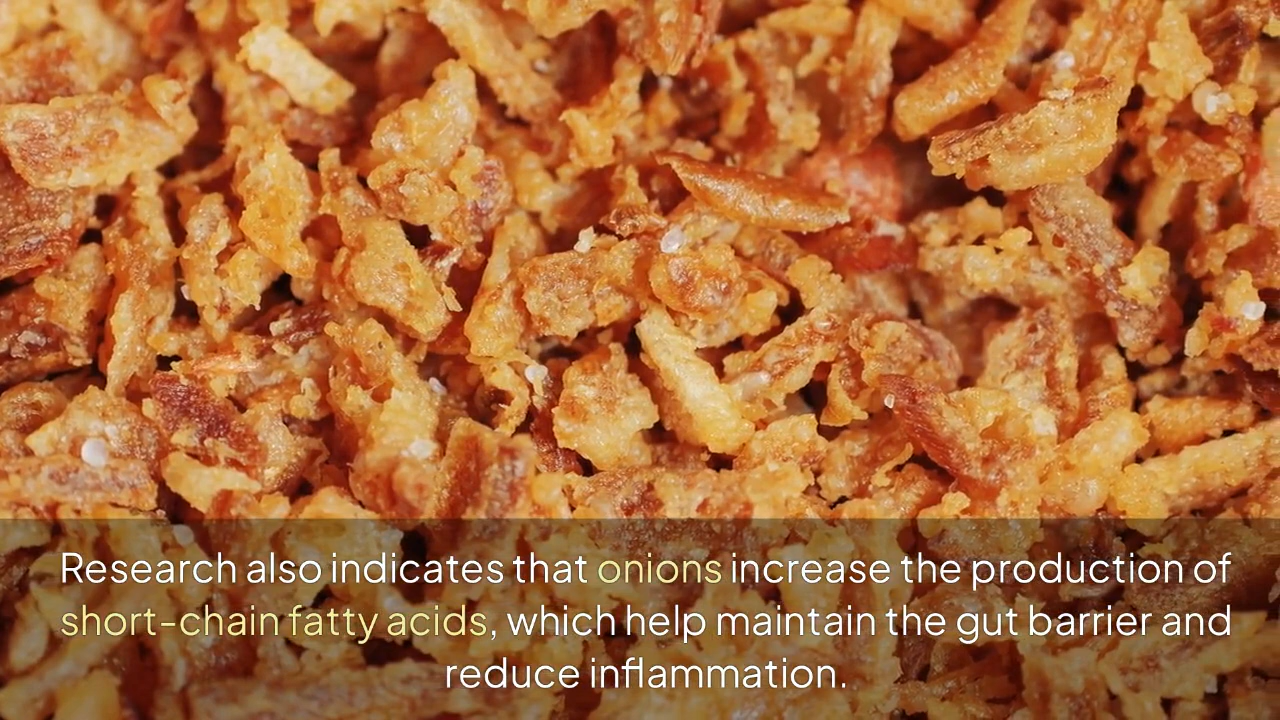 Research also indicates that onions increase the production of
short-chain fatty acids, which help maintain the gut barrier and
reduce inflammation.